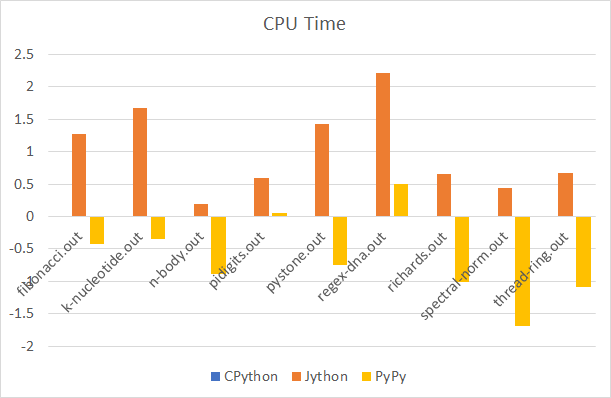 CPU Time
2.5
2
1.5
1
0.5
0
-0.5
-1
-1.5
-2
fibonacci.out
k-nucleotide.out
n-body.out
pidigits.out
pystone.out
regex-dna.out
richards.out
spectral-norm.out
thread-ring.out
CPython Jython PyPy